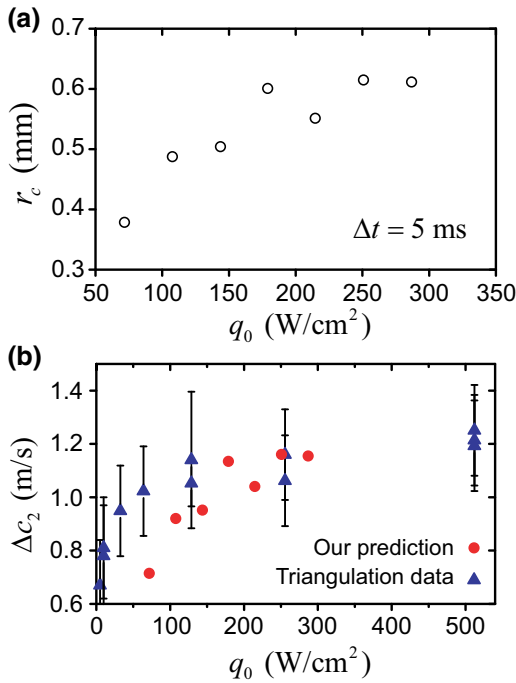 (a)
0.7
0.6
0.5
0.4
0.3
r_c (mm)
Δt = 5 ms
50 100 150 200 250 300 350
q_0 (W/cm^2)
(b)
1.4
1.2
1.0
0.8
0.6
Δc_2 (m/s)
Our prediction
Triangulation data
0 100 200 300 400 500
q_0 (W/cm^2)